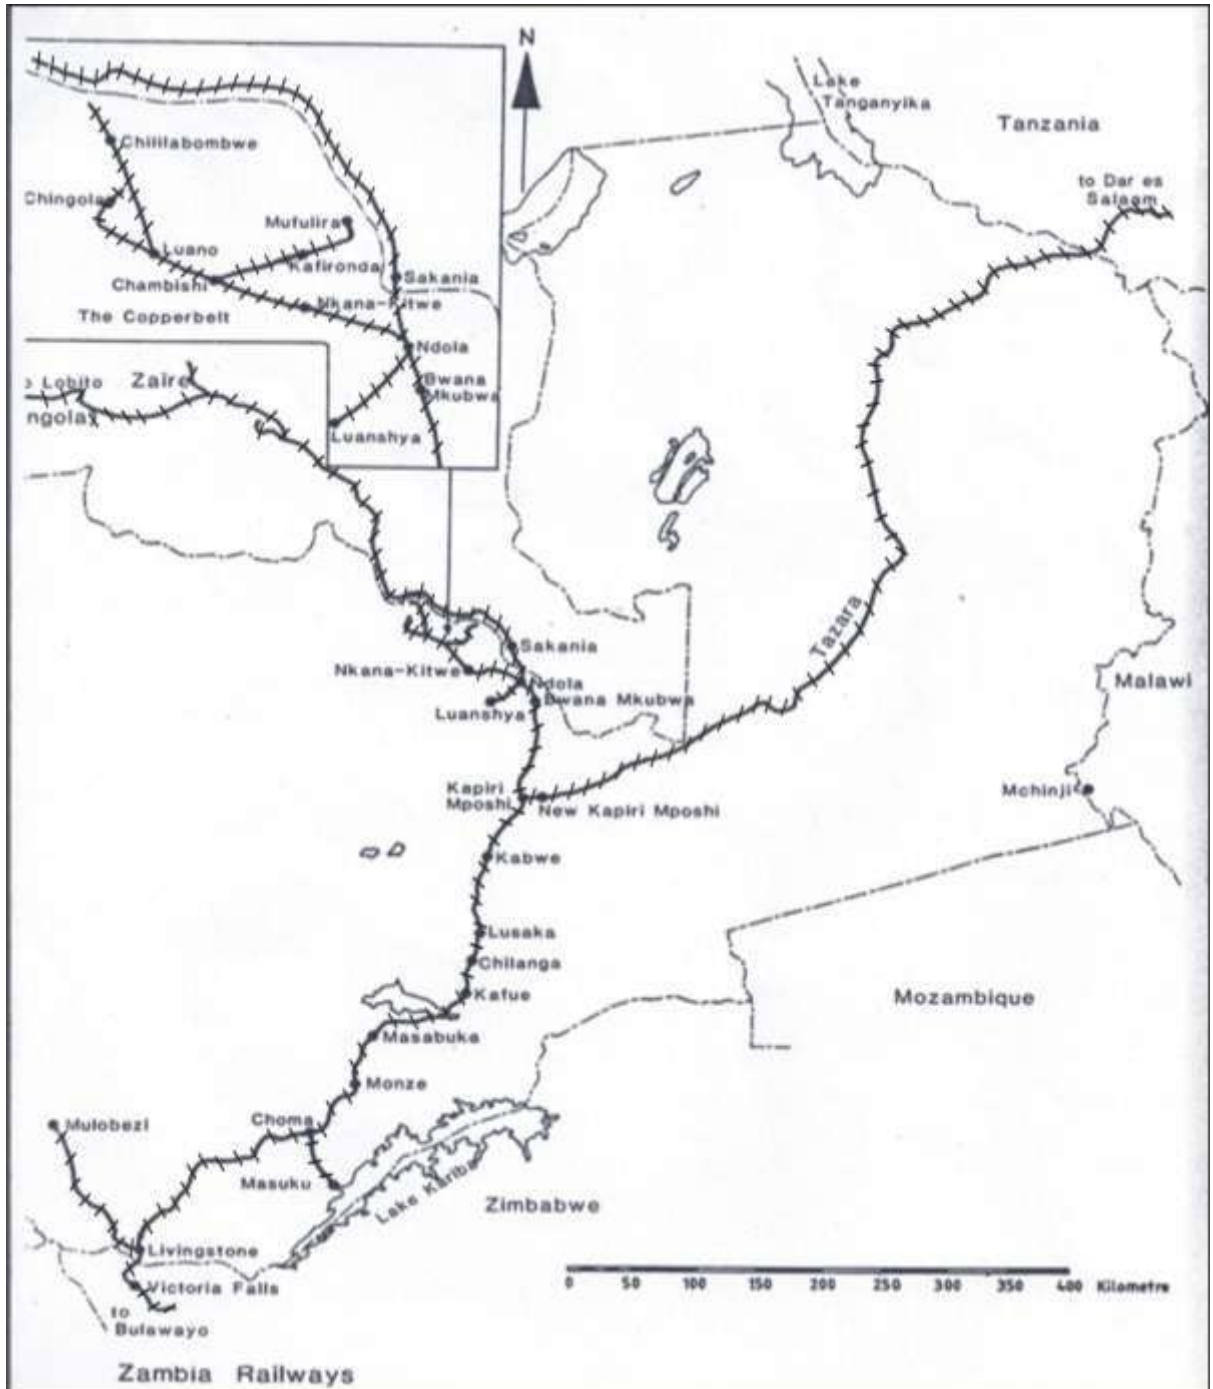 N
Lake
Tanganyika
Tanzania
to Dar es
Salaam
Chililabombwe
Chingola
Mufulira
Luano
Kafironda
Chambishi
Sakania
Nkana-Kitwe
The Copperbelt
Ndola
Bwana
Mkubwa
Luanshya
o Lobito
Zaïre
ngola
Sakania
Nkana-Kitwe
Ndola
Luanshya
Bwana Mkubwa
Tazara
Malawi
Kapiri
Mposhi
New Kapiri Mposhi
Mchinji
Kabwe
Lusaka
Chilanga
Kafue
Mozambique
Masabuka
Monze
Choma
Mulobezi
Masuku
Lake Kariba
Zimbabwe
Livingstone
Victoria Falls
to
Bulawayo
0 50 100 150 200 250 300 350 400 Kilometre
Zambia Railways